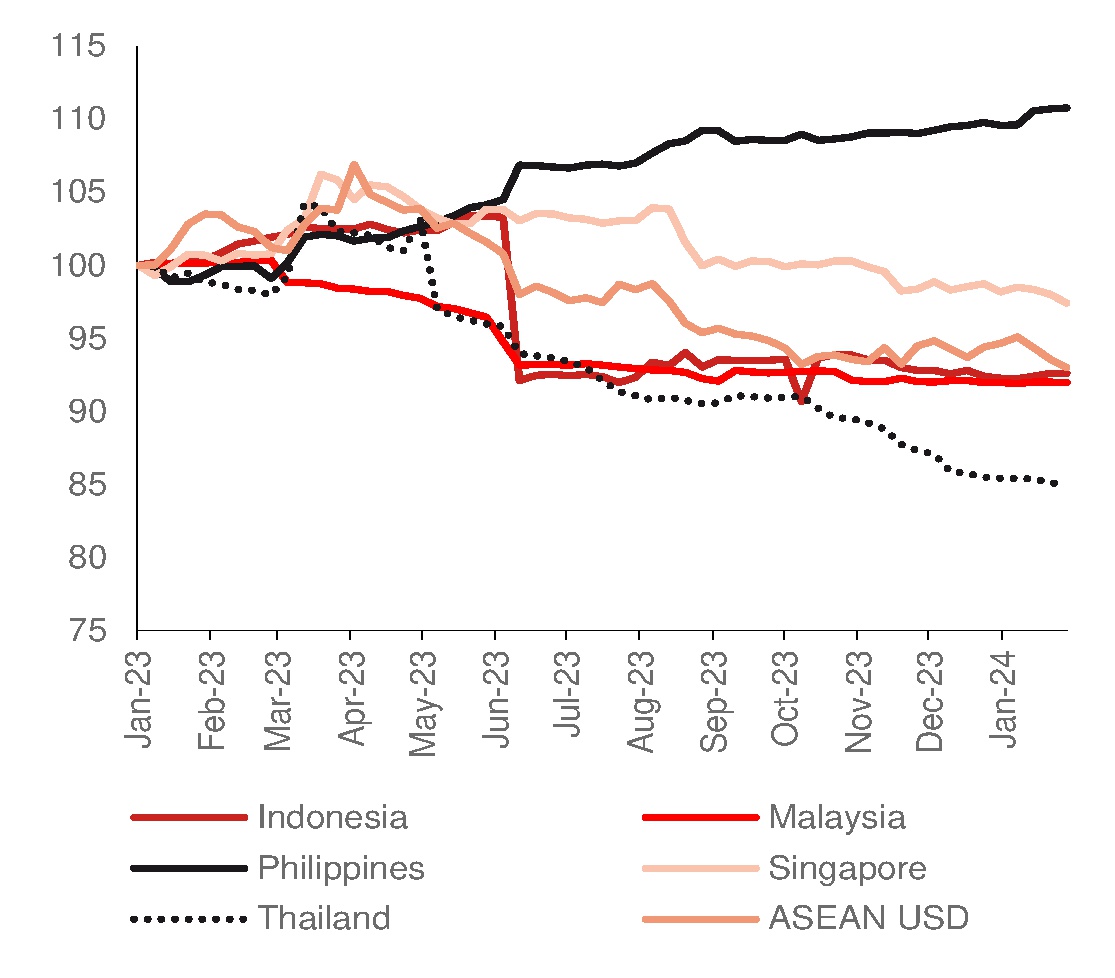 115
110
105
100
95
90
85
80
75
Jan-23
Feb-23
Mar-23
Apr-23
May-23
Jun-23
Jul-23
Aug-23
Sep-23
Oct-23
Nov-23
Dec-23
Jan-24
Indonesia
Malaysia
Philippines
Singapore
Thailand
ASEAN USD